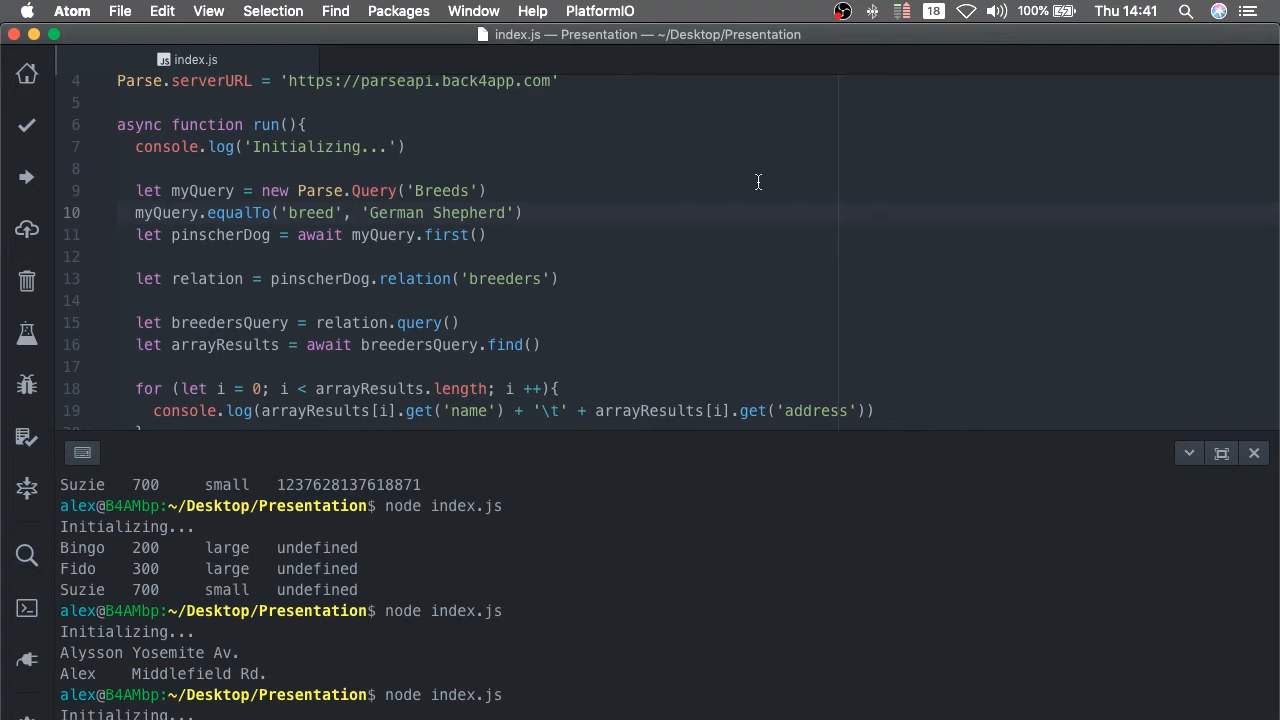 Atom File Edit View Selection Find Packages Window Help PlatformIO 18 100% Thu 14:41
index.js — Presentation — ~/Desktop/Presentation
JS index.js
4 Parse.serverURL = 'https://parseapi.back4app.com'
5
6 async function run(){
7 console.log('Initializing...')
8
9 let myQuery = new Parse.Query('Breeds')
10 myQuery.equalTo('breed', 'German Shepherd')
11 let pinscherDog = await myQuery.first()
12
13 let relation = pinscherDog.relation('breeders')
14
15 let breedersQuery = relation.query()
16 let arrayResults = await breedersQuery.find()
17
18 for (let i = 0; i < arrayResults.length; i ++){
19 console.log(arrayResults[i].get('name') + '\t' + arrayResults[i].get('address'))
Suzie 700 small 1237628137618871
alex@B4AMbp:~/Desktop/Presentation$ node index.js
Initializing...
Bingo 200 large undefined
Fido 300 large undefined
Suzie 700 small undefined
alex@B4AMbp:~/Desktop/Presentation$ node index.js
Initializing...
Alysson Yosemite Av.
Alex Middlefield Rd.
alex@B4AMbp:~/Desktop/Presentation$ node index.js
Initializing...